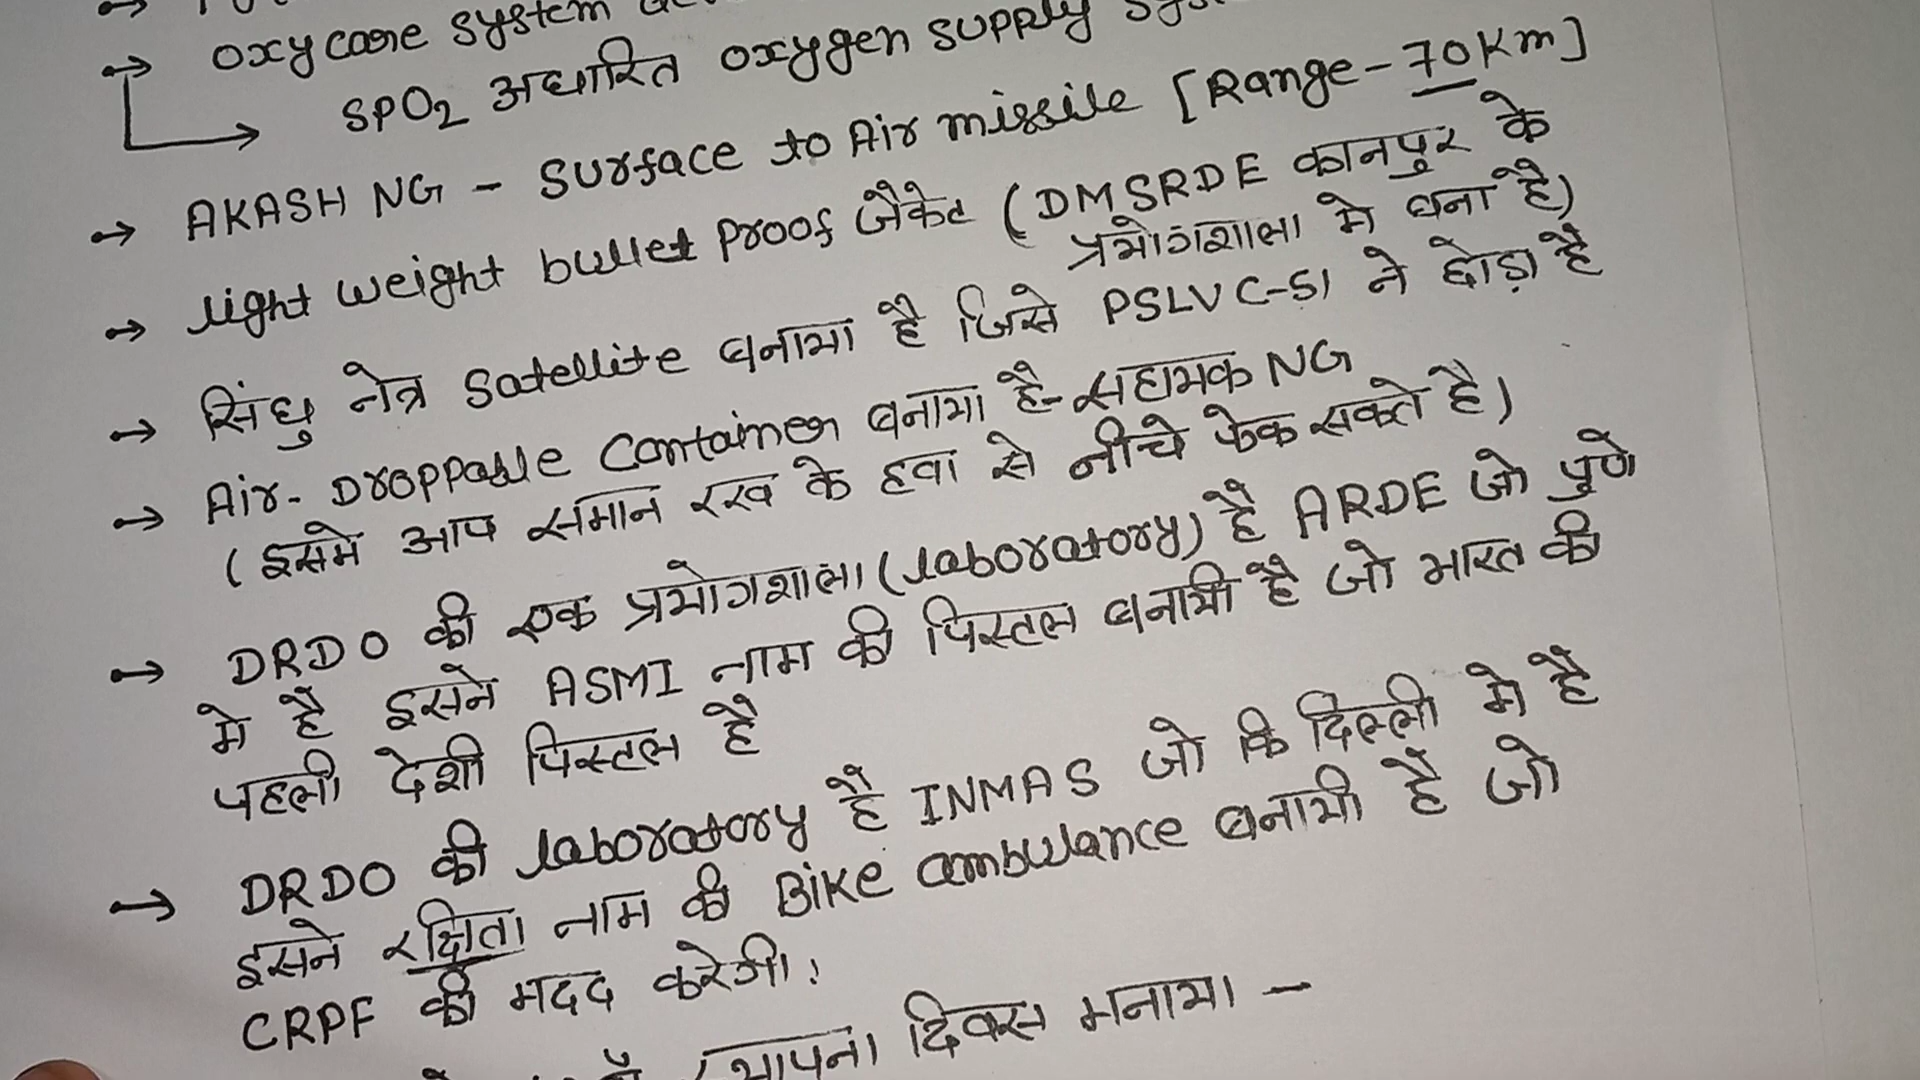 → oxycare system
→ SPO2 अधारित oxygen supply
→ AKASH NG - Surface to Air missile [Range - 70Km]
→ light weight bullet proof जैकेट (DMSRDE कानपुर के
प्रयोगशाला मे बना है)
→ सिंधु नेत्र Satellite बनाया है जिसे PSLV C-51 ने छोड़ा है
→ Air-Droppable Container बनाया है- सहायक NG
(इसमे आप समान रख के हवा से नीचे फेक सकते है)
→ DRDO की एक प्रयोगशाला (laboratory) है ARDE जो पुणे
मे है इसने ASMI नाम की पिस्टल बनायी है जो भारत की
पहली देशी पिस्टल है
→ DRDO की laboratory है INMAS जो कि दिल्ली मे है
इसने रक्षिता नाम की Bike ambulance बनायी है जो
CRPF की मदद करेगी।
स्थापना दिवस मनाया -